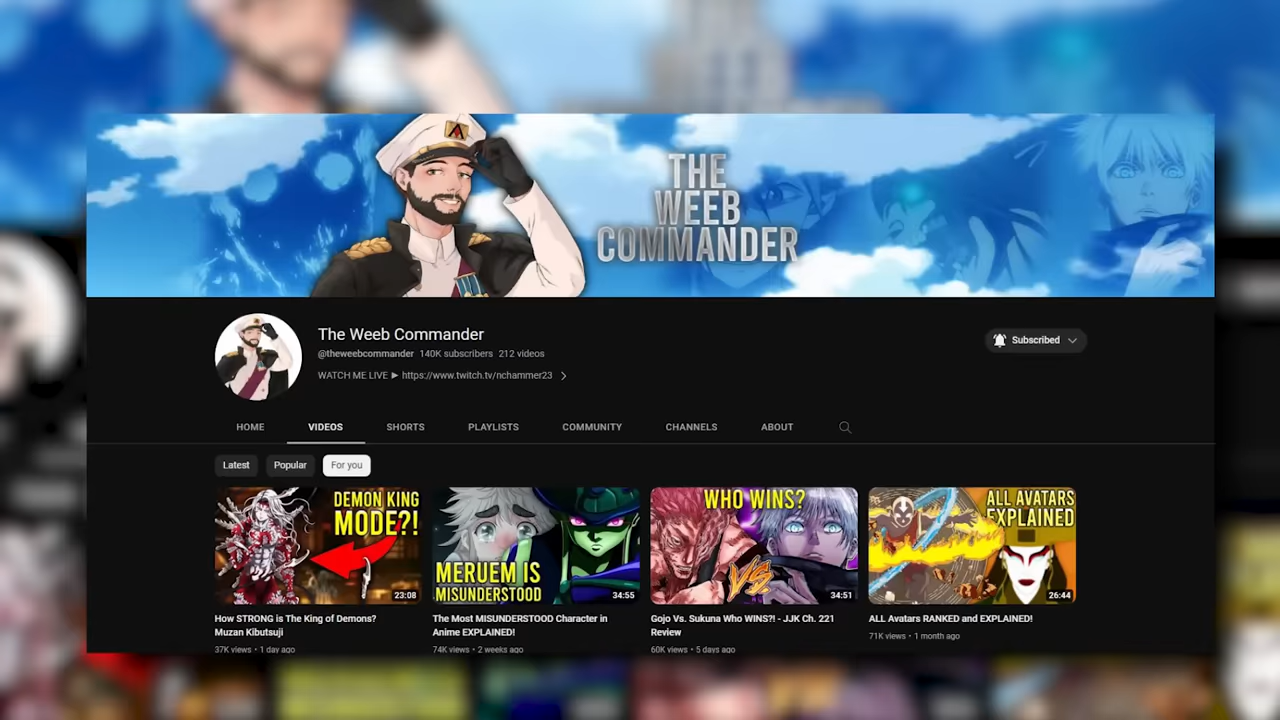 THE
WEEB
COMMANDER
The Weeb Commander
@theweebcommander 140K subscribers 212 videos
WATCH ME LIVE ► https://www.twitch.tv/nchammer23
Subscribed
HOME VIDEOS SHORTS PLAYLISTS COMMUNITY CHANNELS ABOUT
Latest Popular For you
DEMON KING
MODE?!
23:08
MERUEM IS
MISUNDERSTOOD
34:55
WHO WINS?
VS.
34:51
ALL AVATARS
EXPLAINED
26:44
How STRONG is The King of Demons?
Muzan Kibutsuji
37K views • 1 day ago
The Most MISUNDERSTOOD Character in
Anime EXPLAINED!
74K views • 2 weeks ago
Gojo Vs. Sukuna Who WINS?! - JJK Ch. 221
Review
60K views • 5 days ago
ALL Avatars RANKED and EXPLAINED!
71K views • 1 month ago